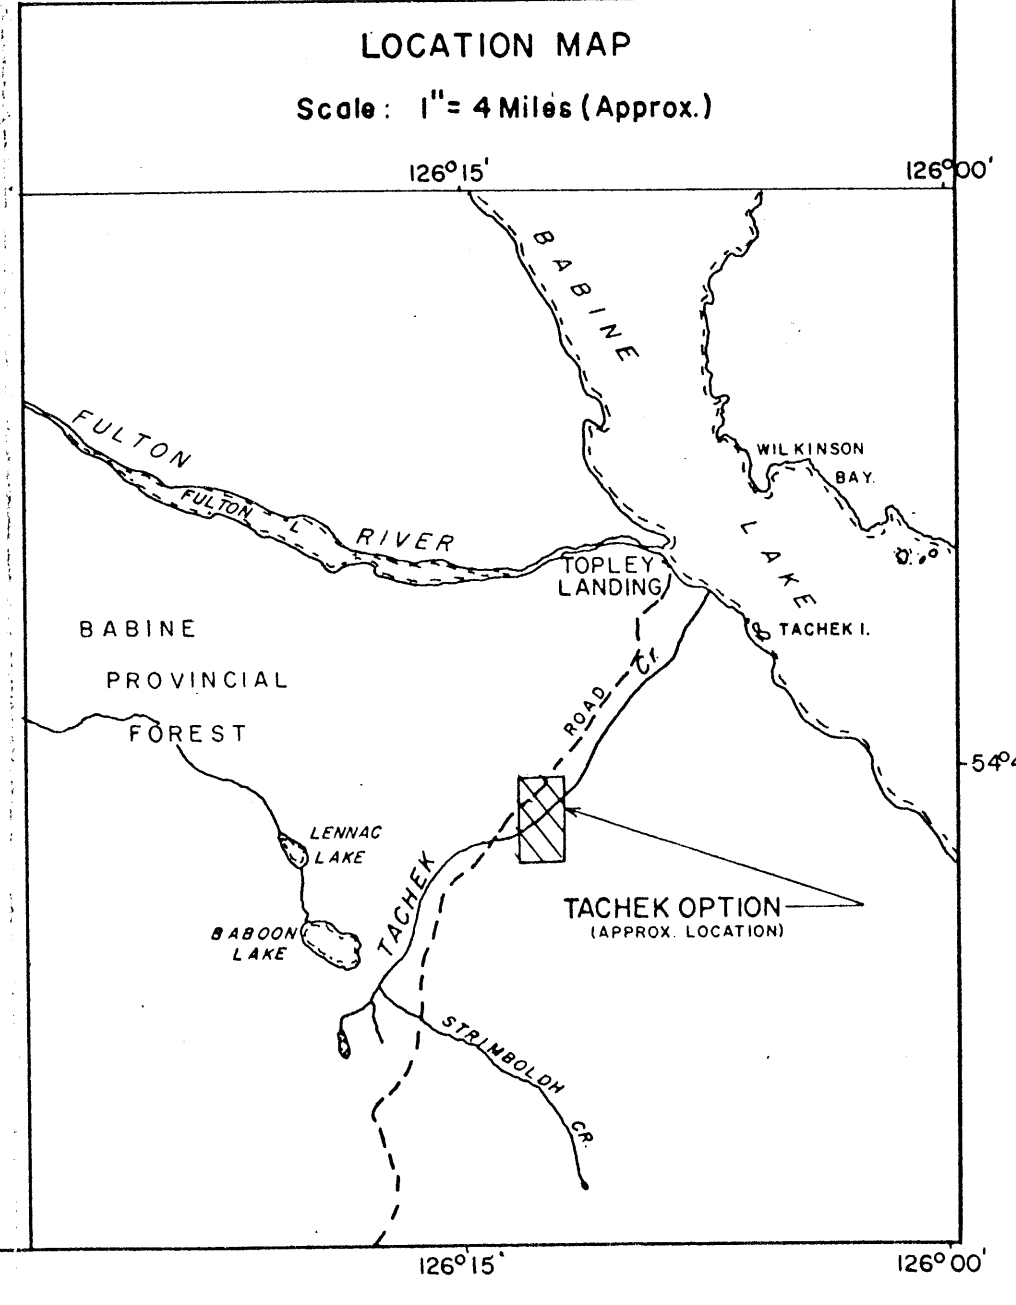 LOCATION MAP
Scale: 1"= 4 Miles (Approx.)
126°15'
126°00'
BABINE
LAKE
FULTON
RIVER
FULTON
L
WILKINSON
BAY.
TOPLEY
LANDING
TACHEK I.
BABINE
PROVINCIAL
FOREST
ROAD
Cr.
LENNAC
LAKE
TACHEK
TACHEK OPTION
(APPROX. LOCATION)
BABOON
LAKE
STRIMBOLDH
CR.
126°15'
126°00'